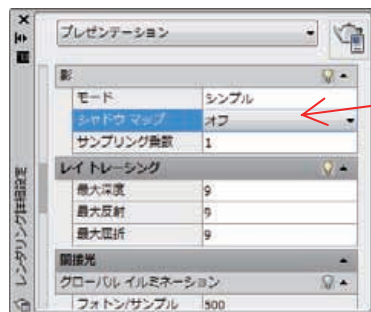 プレゼンテーション
影
モード シンプル
シャドウ マップ オフ
サンプリング乗数 1
レイ トレーシング
最大深度 9
最大反射 9
最大屈折 9
間接光
グローバル イルミネーション
フォトン/サンプル 500
レンダリング詳細設定